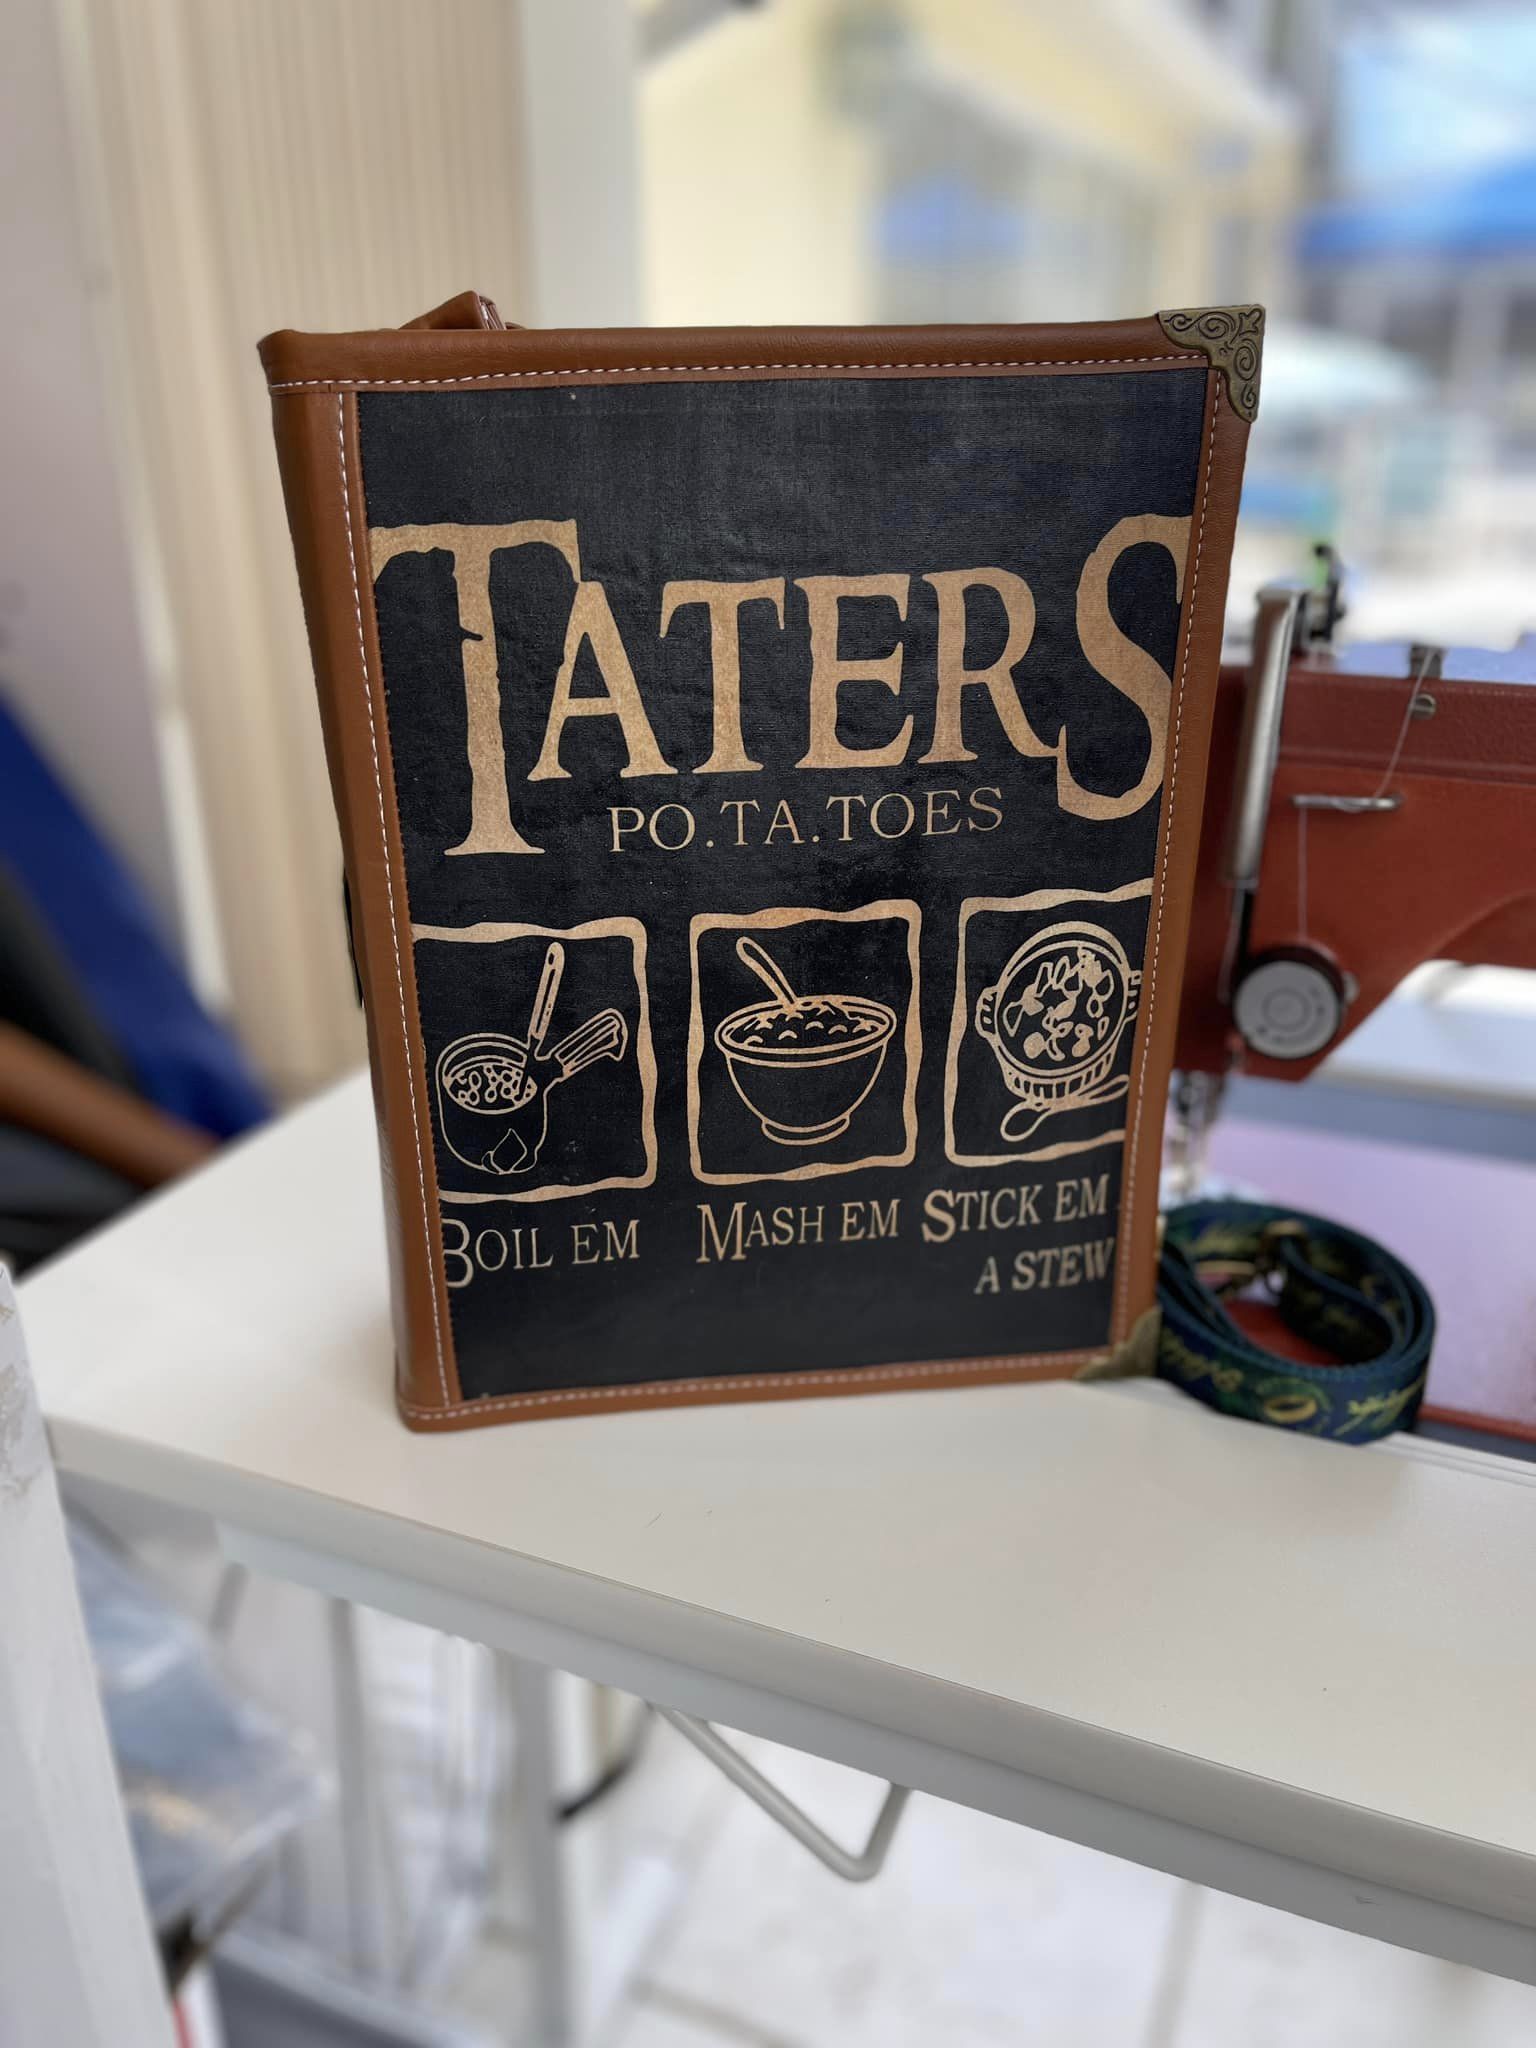 TATERS
PO.TA.TOES
BOIL EM
MASH EM
STICK EM
A STEW